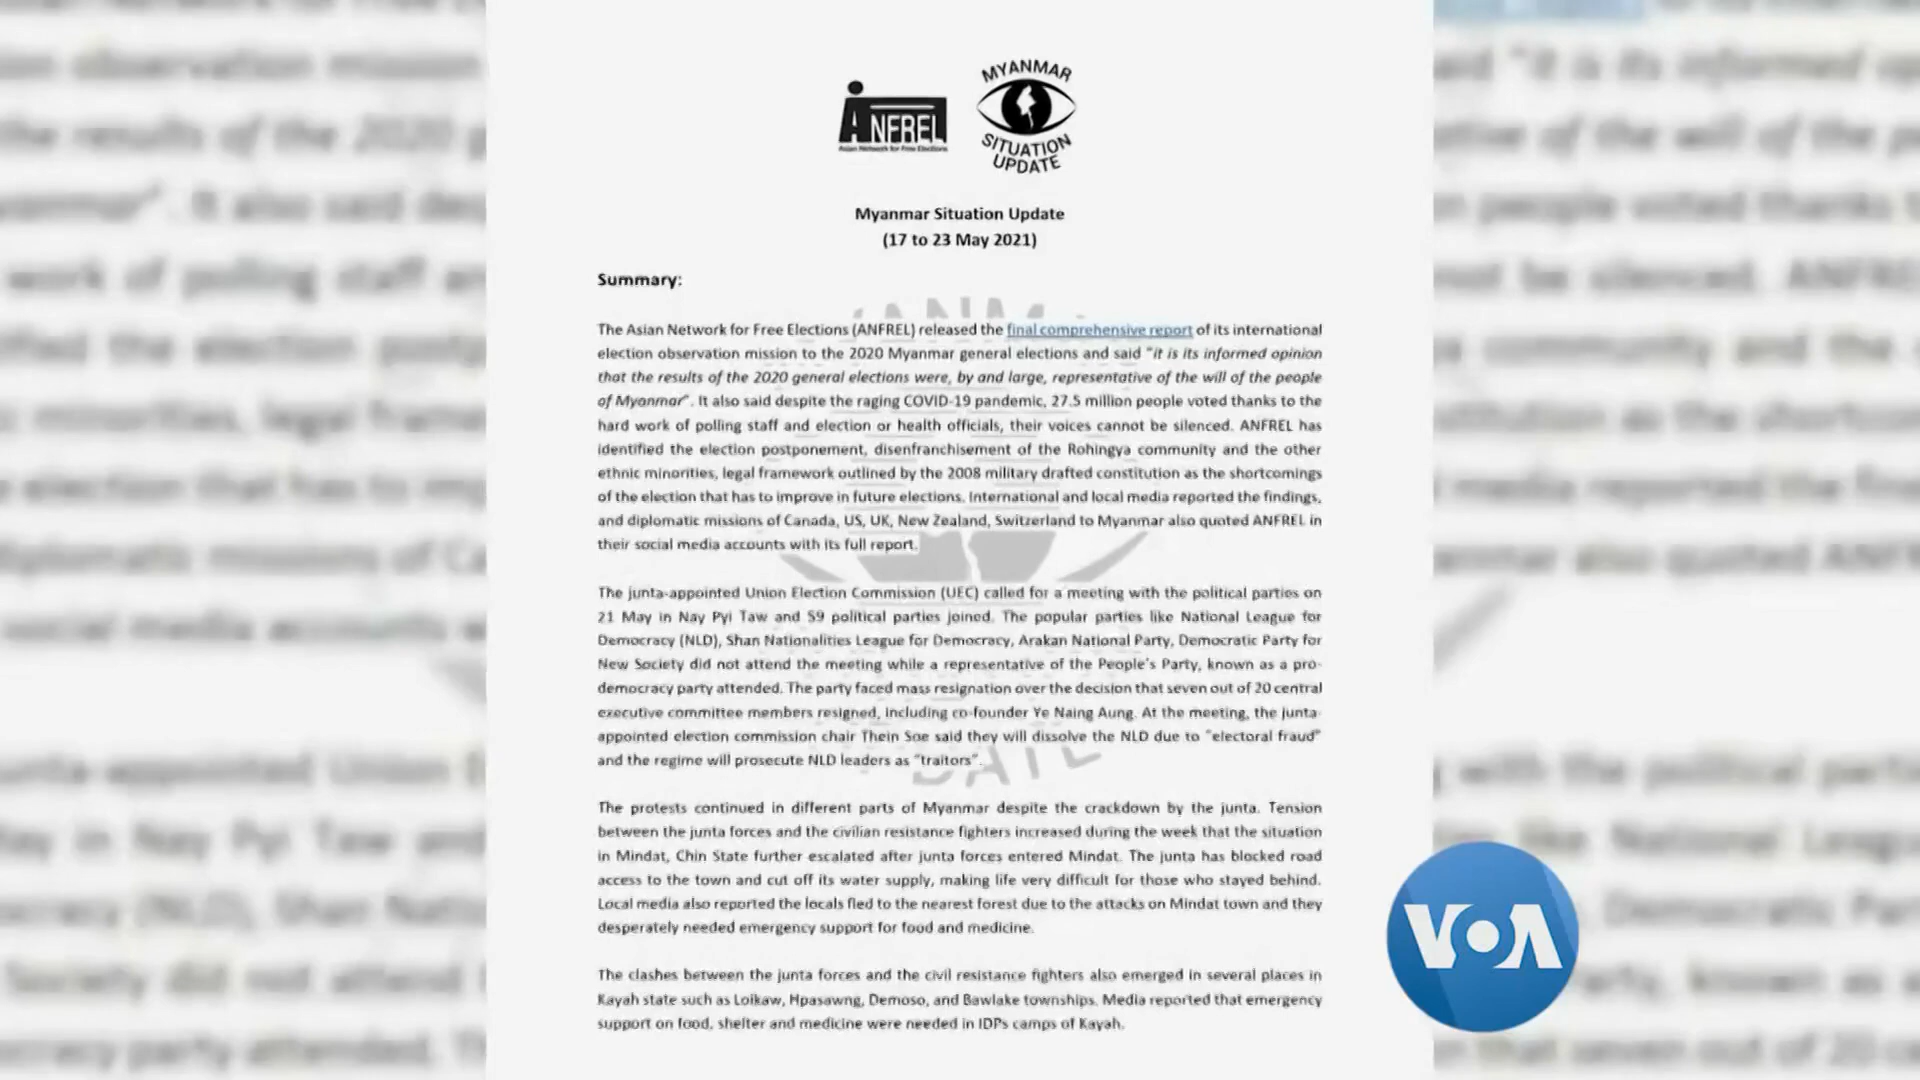 ANFREL
Asian Network for Free Elections
MYANMAR
SITUATION
UPDATE
Myanmar Situation Update
(17 to 23 May 2021)
Summary:
The Asian Network for Free Elections (ANFREL) released the final comprehensive report of its international
election observation mission to the 2020 Myanmar general elections and said "it is its informed opinion
that the results of the 2020 general elections were, by and large, representative of the will of the people
of Myanmar". It also said despite the raging COVID-19 pandemic, 27.5 million people voted thanks to the
hard work of polling staff and election or health officials, their voices cannot be silenced. ANFREL has
identified the election postponement, disenfranchisement of the Rohingya community and the other
ethnic minorities, legal framework outlined by the 2008 military drafted constitution as the shortcomings
of the election that has to improve in future elections. International and local media reported the findings,
and diplomatic missions of Canada, US, UK, New Zealand, Switzerland to Myanmar also quoted ANFREL in
their social media accounts with its full report.
The junta-appointed Union Election Commission (UEC) called for a meeting with the political parties on
21 May in Nay Pyi Taw and 59 political parties joined. The popular parties like National League for
Democracy (NLD), Shan Nationalities League for Democracy, Arakan National Party, Democratic Party for
New Society did not attend the meeting while a representative of the People's Party, known as a pro-
democracy party attended. The party faced mass resignation over the decision that seven out of 20 central
executive committee members resigned, including co-founder Ye Naing Aung. At the meeting, the junta-
appointed election commission chair Thein Soe said they will dissolve the NLD due to "electoral fraud"
and the regime will prosecute NLD leaders as "traitors".
The protests continued in different parts of Myanmar despite the crackdown by the junta. Tension
between the junta forces and the civilian resistance fighters increased during the week that the situation
in Mindat, Chin State further escalated after junta forces entered Mindat. The junta has blocked road
access to the town and cut off its water supply, making life very difficult for those who stayed behind.
Local media also reported the locals fled to the nearest forest due to the attacks on Mindat town and they
desperately needed emergency support for food and medicine.
The clashes between the junta forces and the civil resistance fighters also emerged in several places in
Kayah state such as Loikaw, Hpasawng, Demoso, and Bawlake townships. Media reported that emergency
support on food, shelter and medicine were needed in IDPs camps of Kayah.
VOA